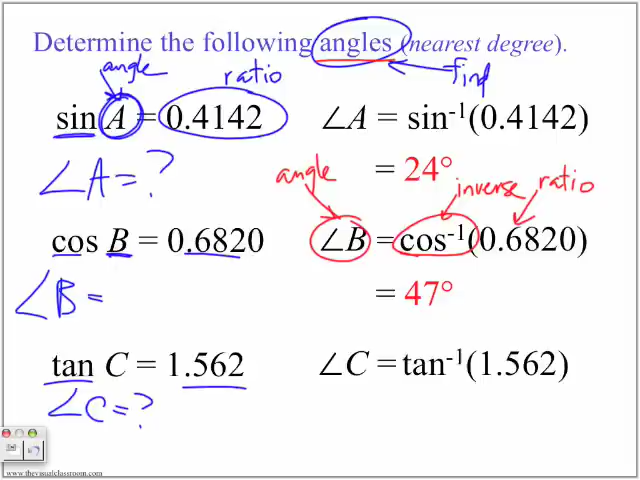 Determine the following angles (nearest degree).
angle ratio find
sin A = 0.4142 ∠A = sin⁻¹(0.4142)
∠A = ? = 24°
angle inverse ratio
cos B = 0.6820 ∠B = cos⁻¹(0.6820)
∠B = = 47°
tan C = 1.562 ∠C = tan⁻¹(1.562)
∠C = ?
www.thevisualclassroom.com